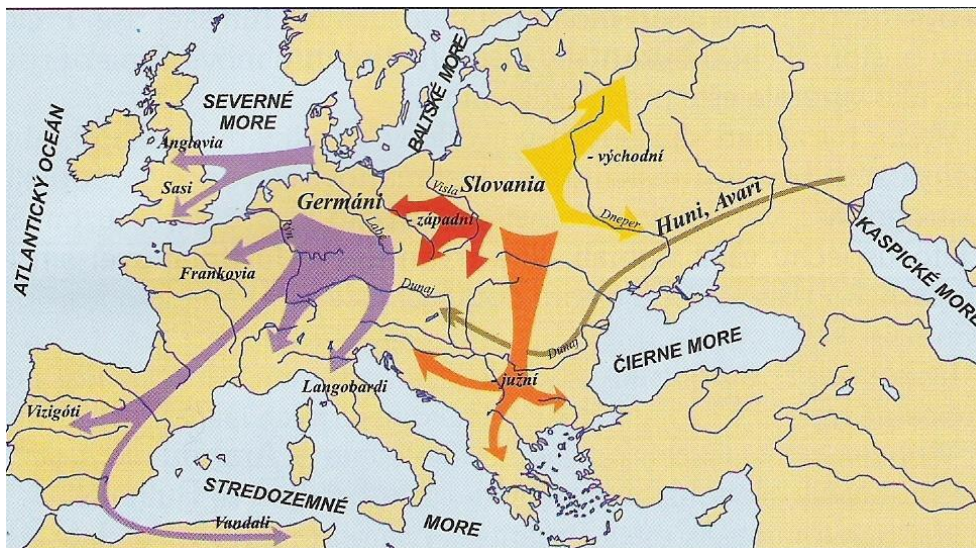 ATLANTICKÝ OCEÁN
SEVERNÉ
MORE
BALTSKÉ MORE
Anglovia
Sasi
Germáni
Visla
Slovania
- východní
západní
Labe
Rýn
Dneper
Huni, Avari
KASPICKÉ MORE
Frankovia
Dunaj
Dunaj
ČIERNE MORE
- južní
Langobardi
Vizigóti
STREDOZEMNÉ
MORE
Vandali